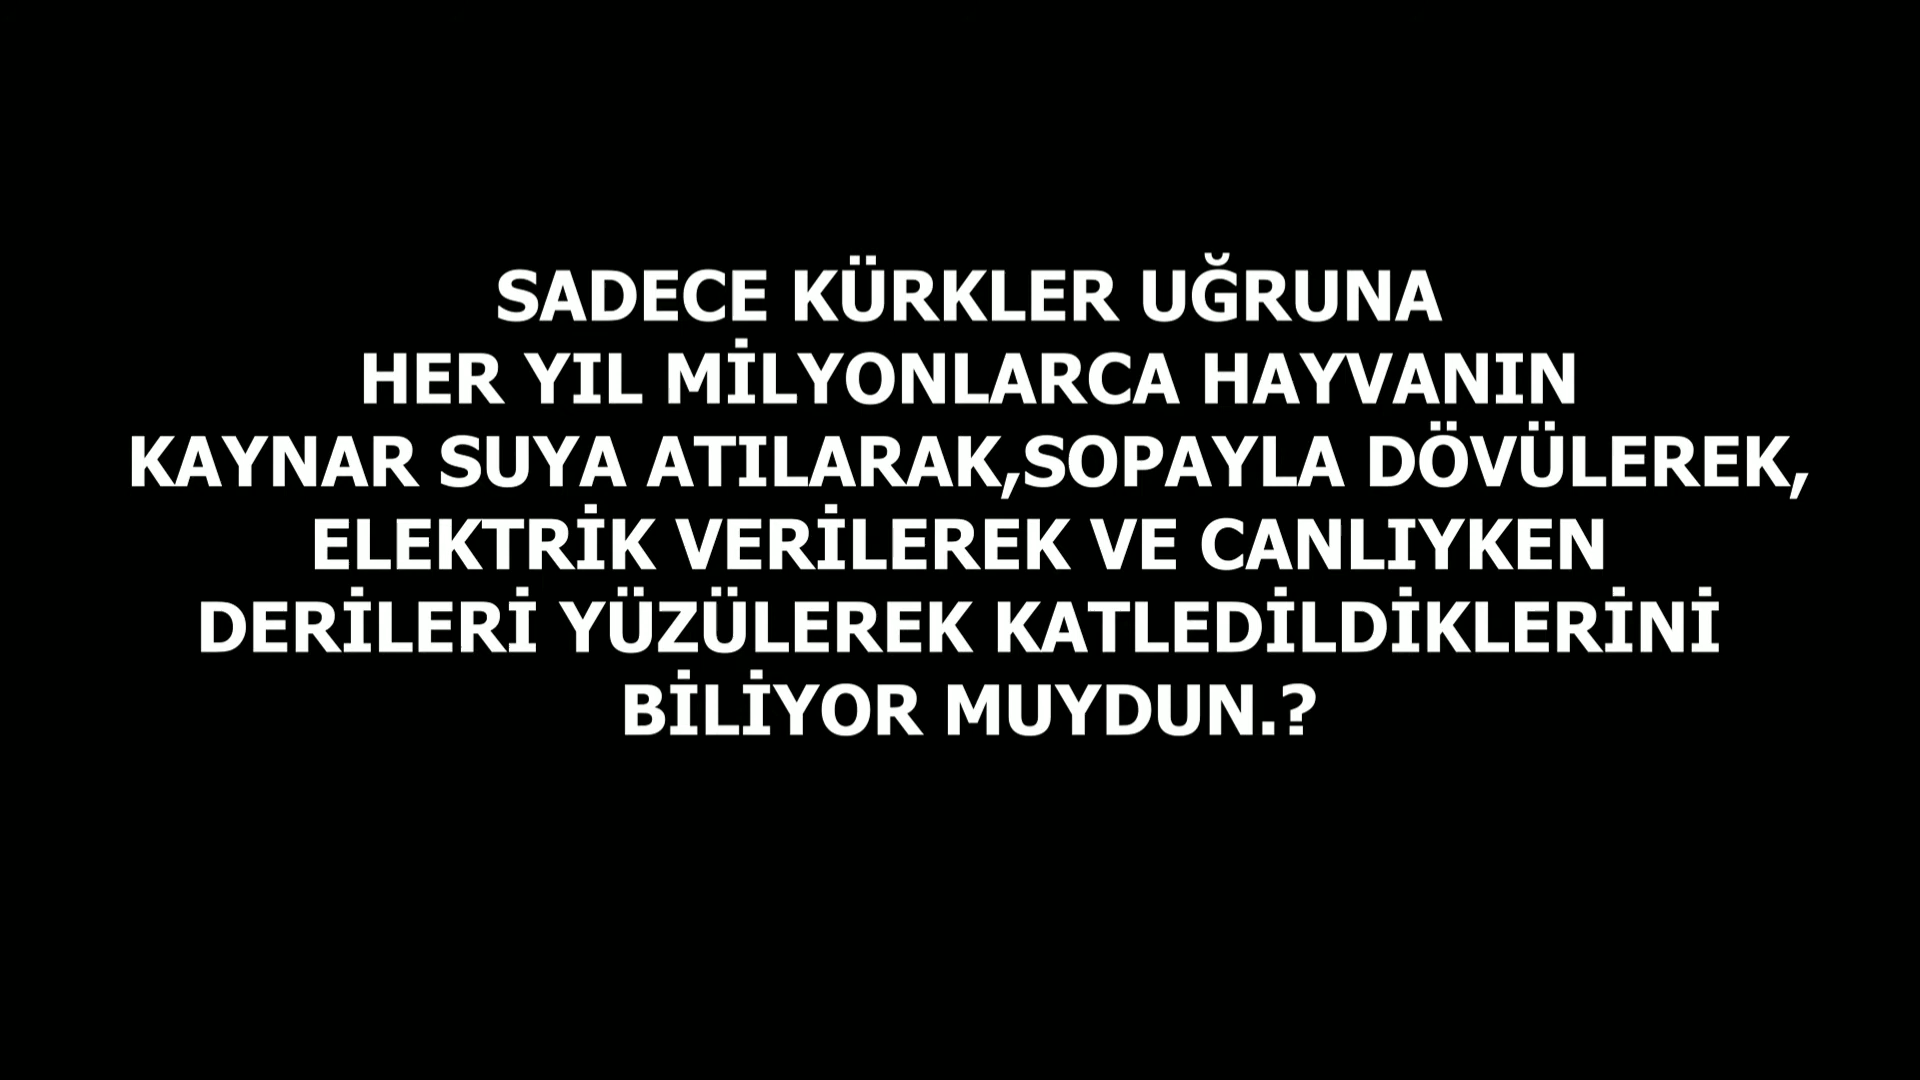 SADECE KÜRKLER UĞRUNA
HER YIL MİLYONLARCA HAYVANIN
KAYNAR SUYA ATILARAK,SOPAYLA DÖVÜLEREK,
ELEKTRİK VERİLEREK VE CANLIYKEN
DERİLERİ YÜZÜLEREK KATLEDİLDİKLERİNİ
BİLİYOR MUYDUN.?